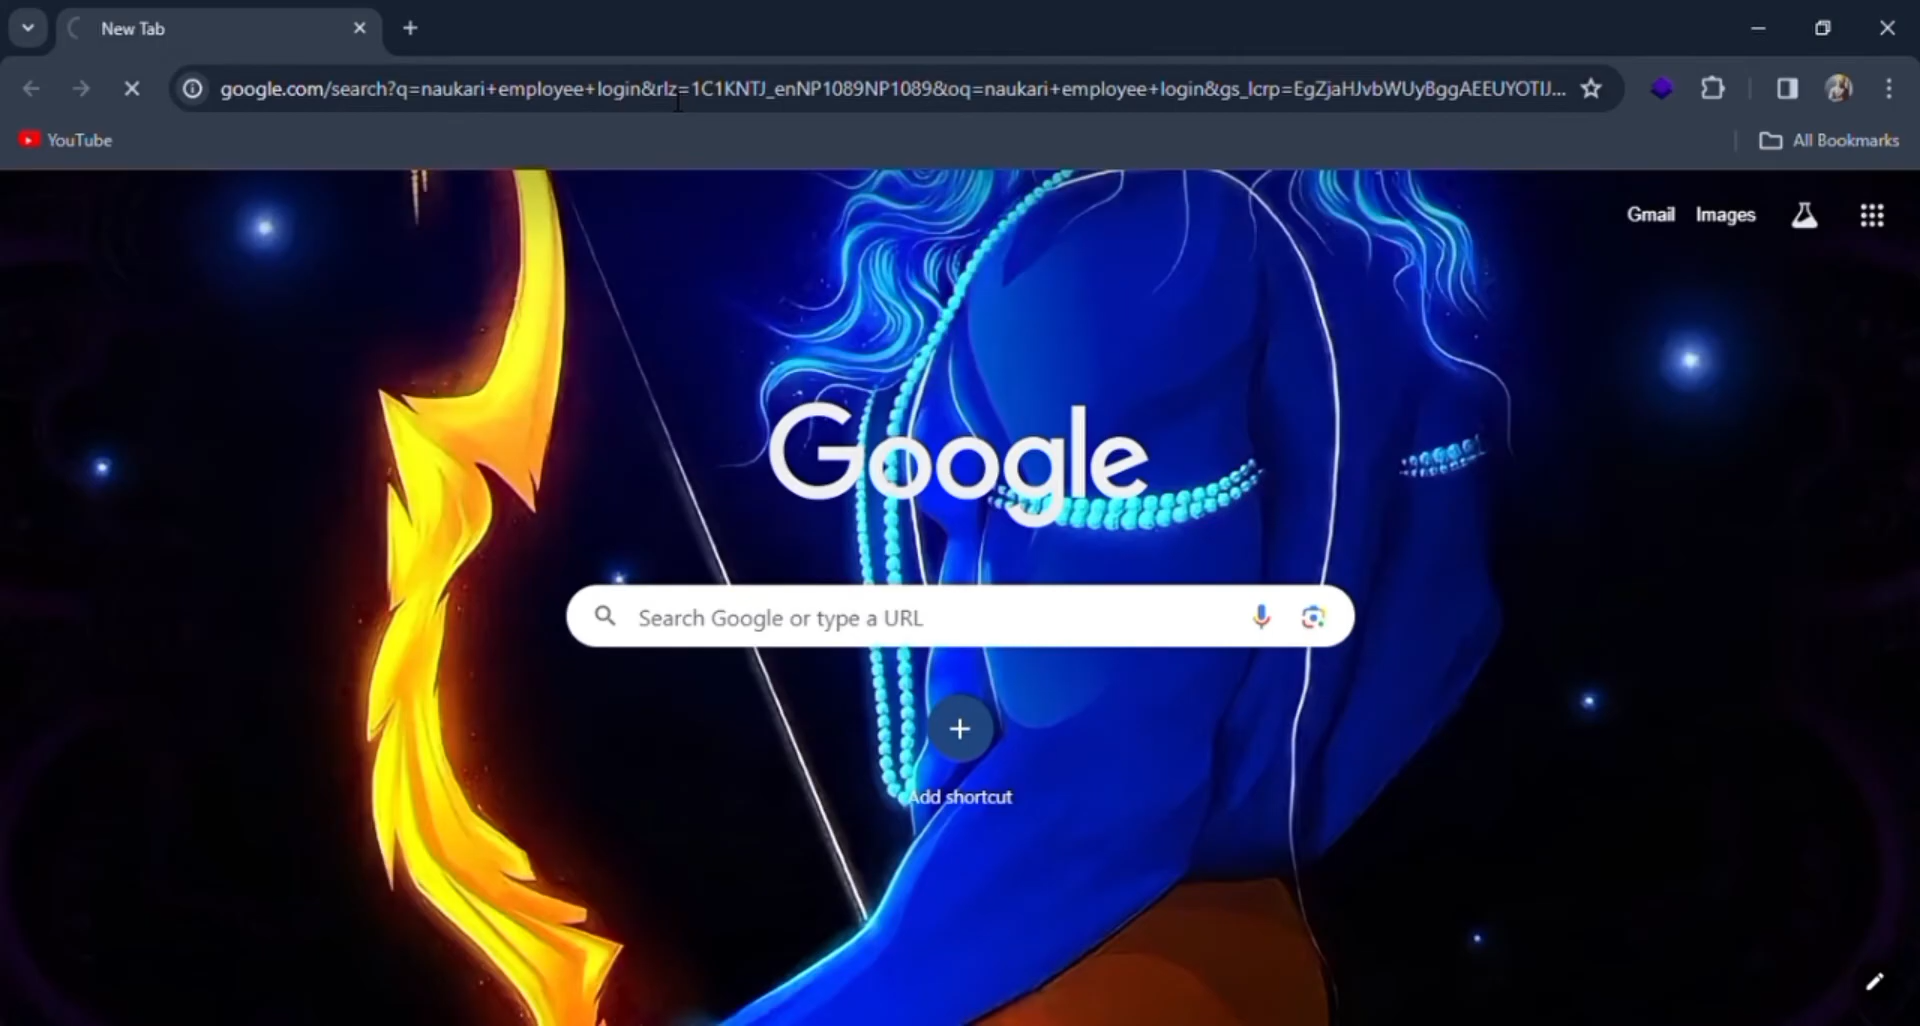 New Tab
google.com/search?q=naukari+employee+login&rlz=1C1KNTJ_enNP1089NP1089&oq=naukari+employee+login&gs_lcrp=EgZjaHJvbWUyBggAEEUYOTIJ...
YouTube
All Bookmarks
Gmail Images
Google
Search Google or type a URL
Add shortcut